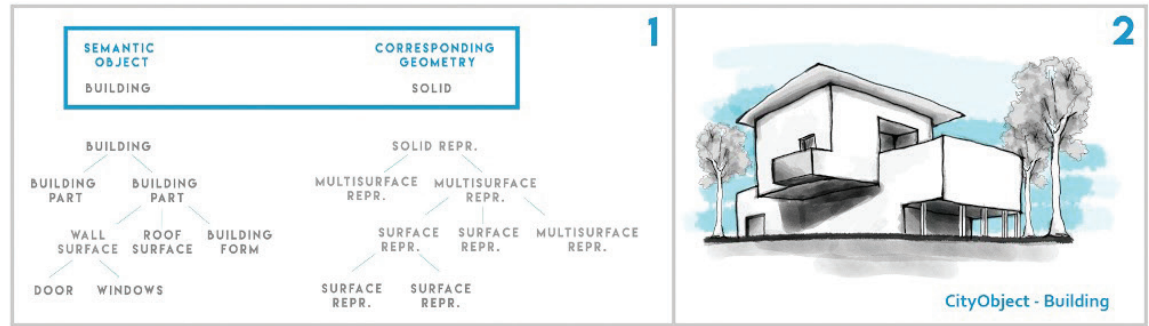 1
SEMANTIC
OBJECT
CORRESPONDING
GEOMETRY
BUILDING
SOLID
BUILDING
BUILDING
PART
BUILDING
PART
WALL
SURFACE
ROOF
SURFACE
BUILDING
FORM
DOOR
WINDOWS
SOLID REPR.
MULTISURFACE
REPR.
MULTISURFACE
REPR.
SURFACE
REPR.
SURFACE
REPR.
MULTISURFACE
REPR.
SURFACE
REPR.
SURFACE
REPR.
2
CityObject - Building